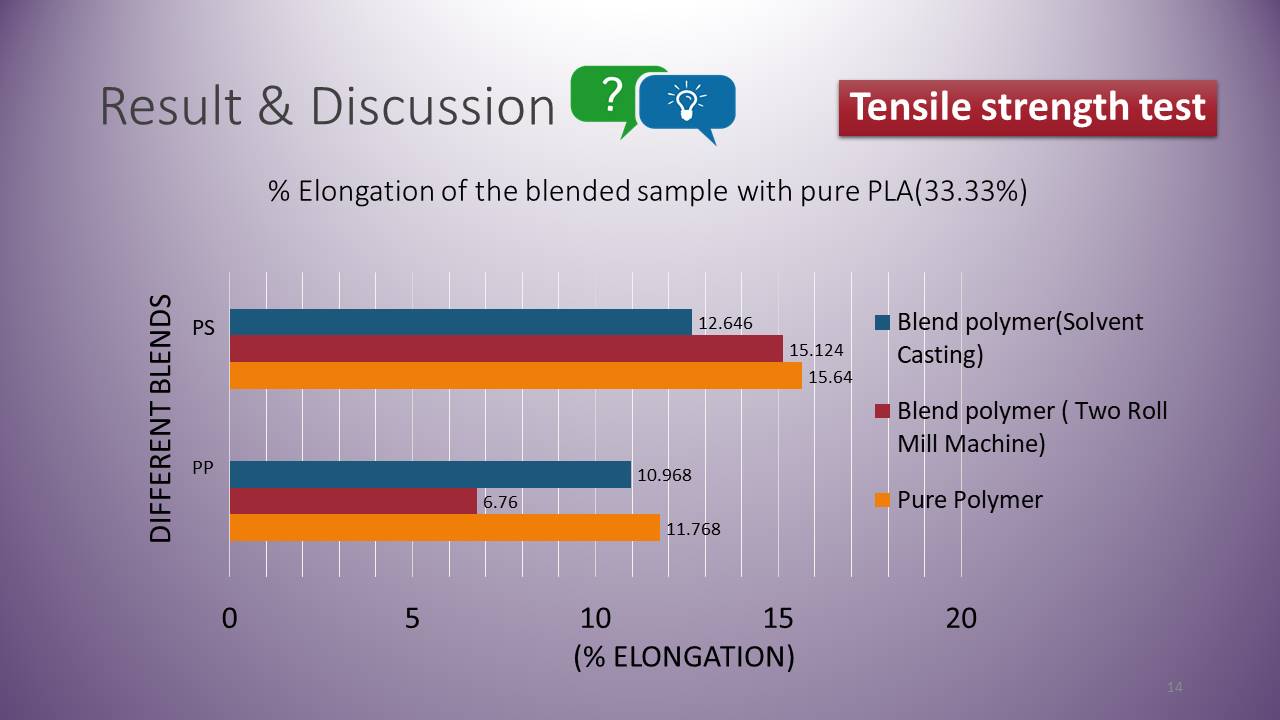 Result & Discussion
?
Tensile strength test
% Elongation of the blended sample with pure PLA(33.33%)
DIFFERENT BLENDS
PS
12.646
15.124
15.64
PP
10.968
6.76
11.768
Blend polymer(Solvent
Casting)
Blend polymer ( Two Roll
Mill Machine)
Pure Polymer
0 5 10 15 20
(% ELONGATION)
14